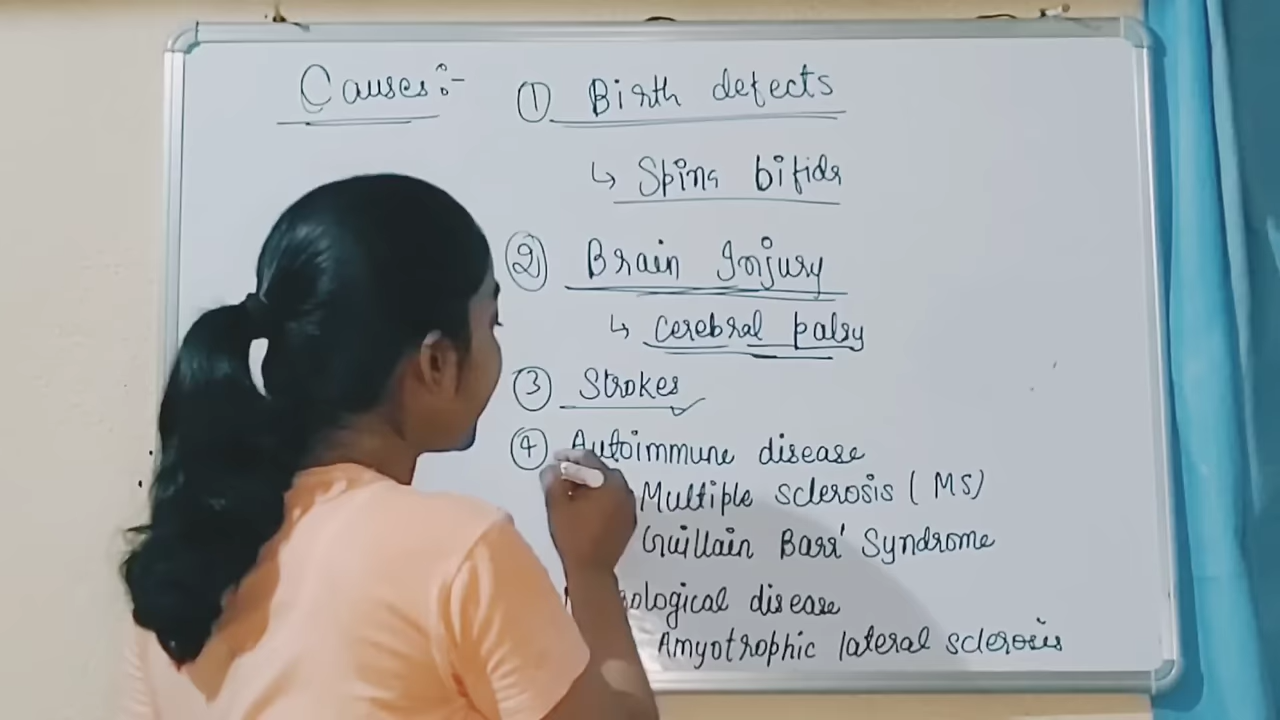 Causes:-
① Birth defects
↳ Spina bifida
② Brain Injury
↳ cerebral palsy
③ Strokes
④ Autoimmune disease
Multiple sclerosis (MS)
Guillain Barr' Syndrome
disease
Amyotrophic lateral sclerosis